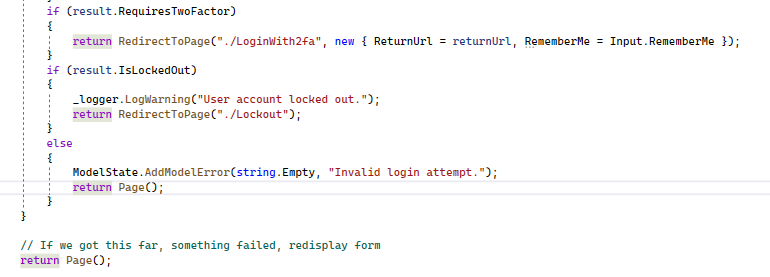 if (result.RequiresTwoFactor)
{
return RedirectToPage("./LoginWith2fa", new { ReturnUrl = returnUrl, RememberMe = Input.RememberMe });
}
if (result.IsLockedOut)
{
_logger.LogWarning("User account locked out.");
return RedirectToPage("./Lockout");
}
else
{
ModelState.AddModelError(string.Empty, "Invalid login attempt.");
return Page();
}
}
// If we got this far, something failed, redisplay form
return Page();